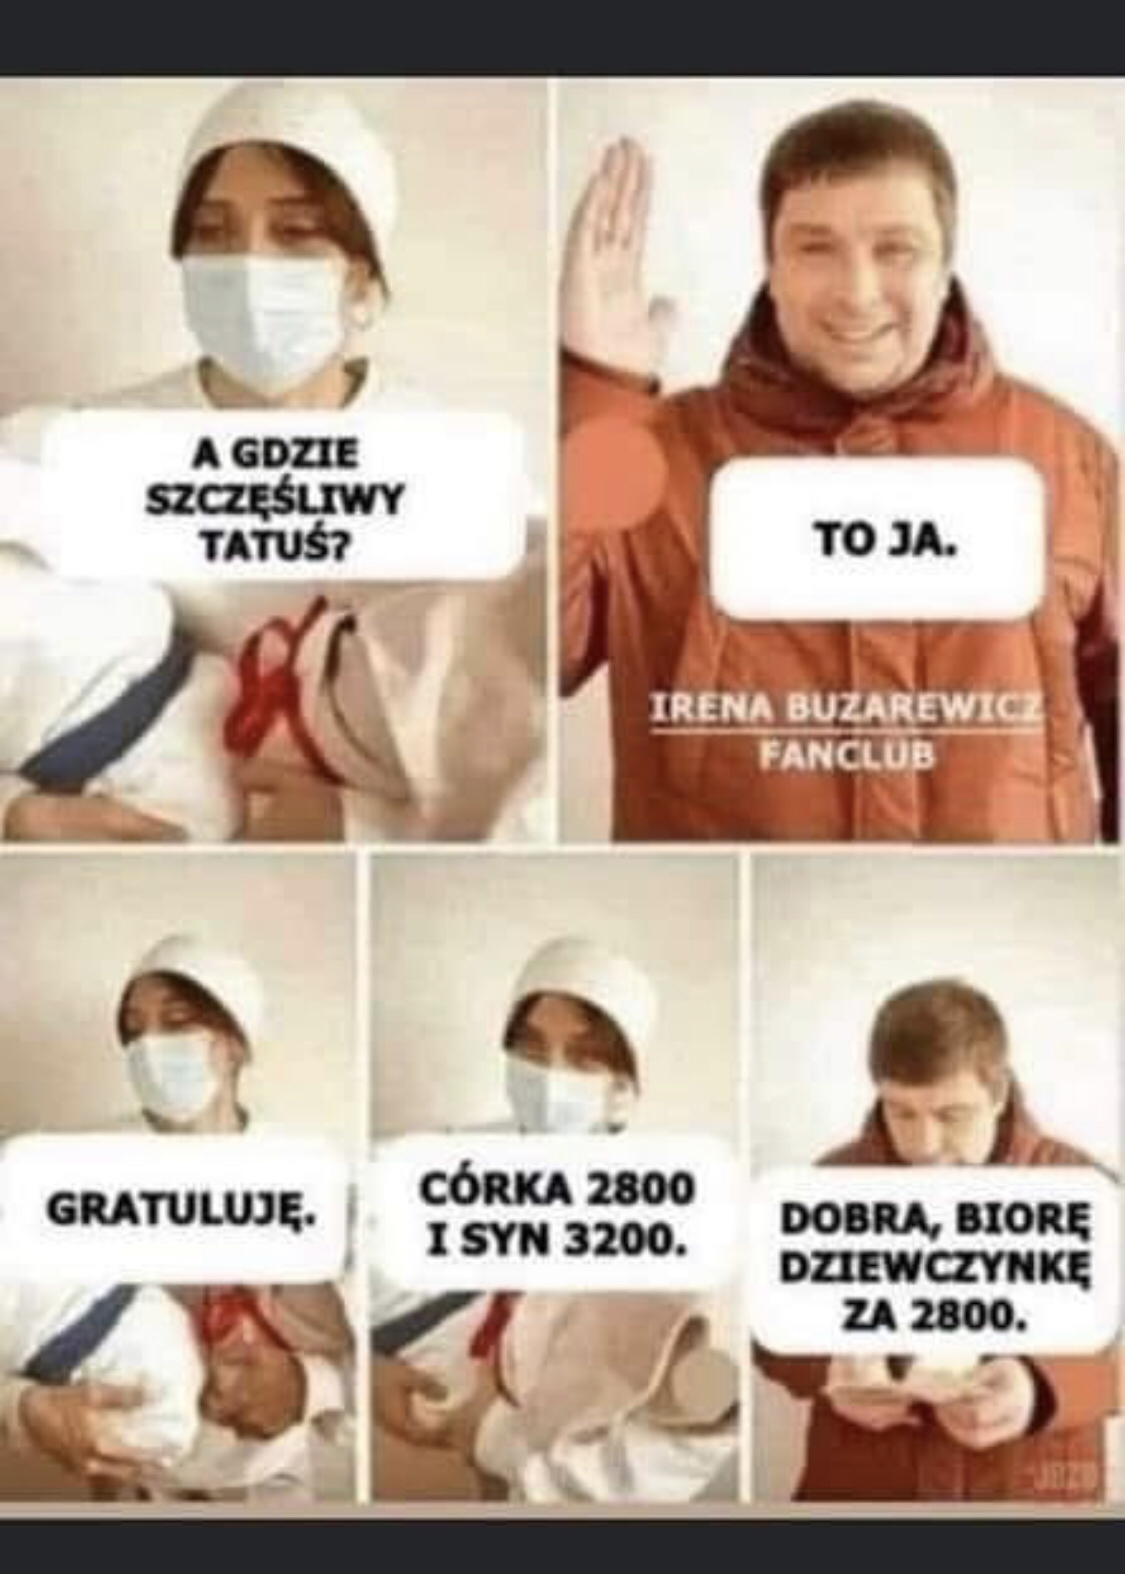 A GDZIE
SZCZĘŚLIWY
TATUŚ?
TO JA.
IRENA BUZAREWICZ
FANCLUB
GRATULUJĘ.
CÓRKA 2800
I SYN 3200.
DOBRA, BIORĘ
DZIEWCZYNKĘ
ZA 2800.